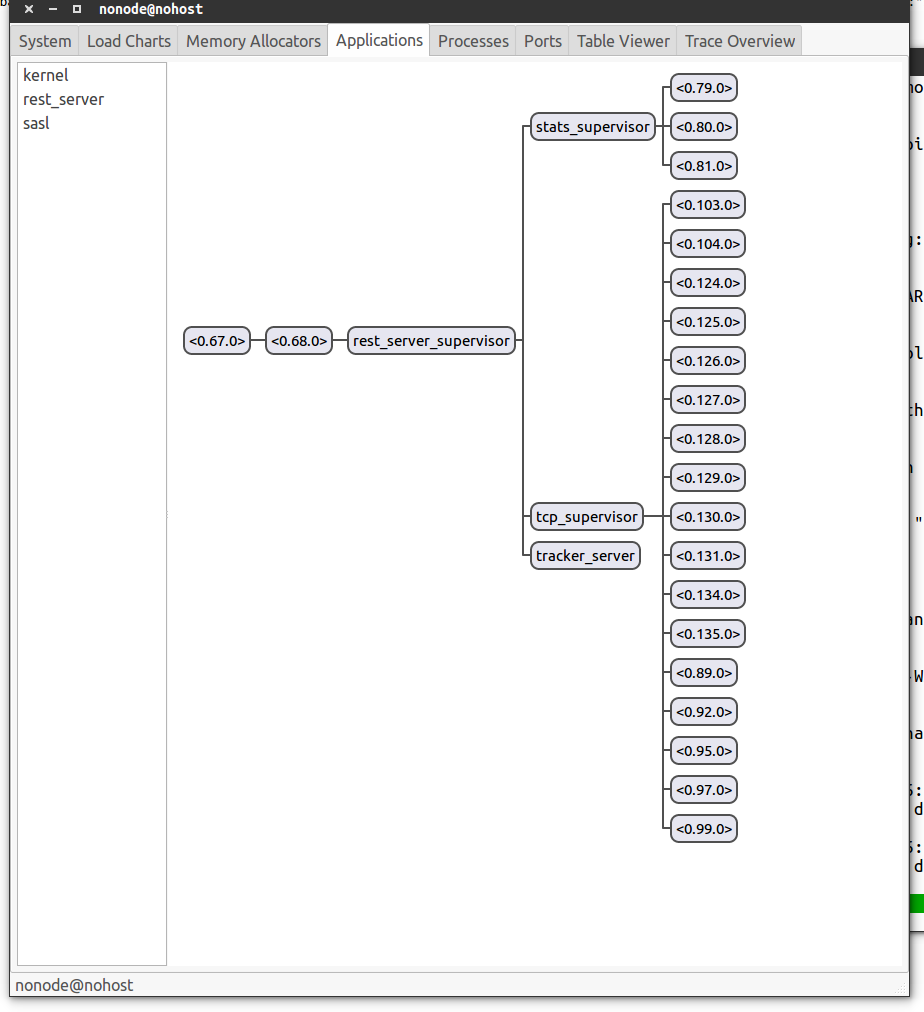 nonode@nohost
System Load Charts Memory Allocators Applications Processes Ports Table Viewer Trace Overview
kernel
rest_server
sasl
<0.79.0>
stats_supervisor
<0.80.0>
<0.81.0>
<0.103.0>
<0.104.0>
<0.124.0>
<0.125.0>
<0.67.0>
<0.68.0>
rest_server_supervisor
<0.126.0>
<0.127.0>
<0.128.0>
<0.129.0>
tcp_supervisor
<0.130.0>
tracker_server
<0.131.0>
<0.134.0>
<0.135.0>
<0.89.0>
<0.92.0>
<0.95.0>
<0.97.0>
<0.99.0>
nonode@nohost